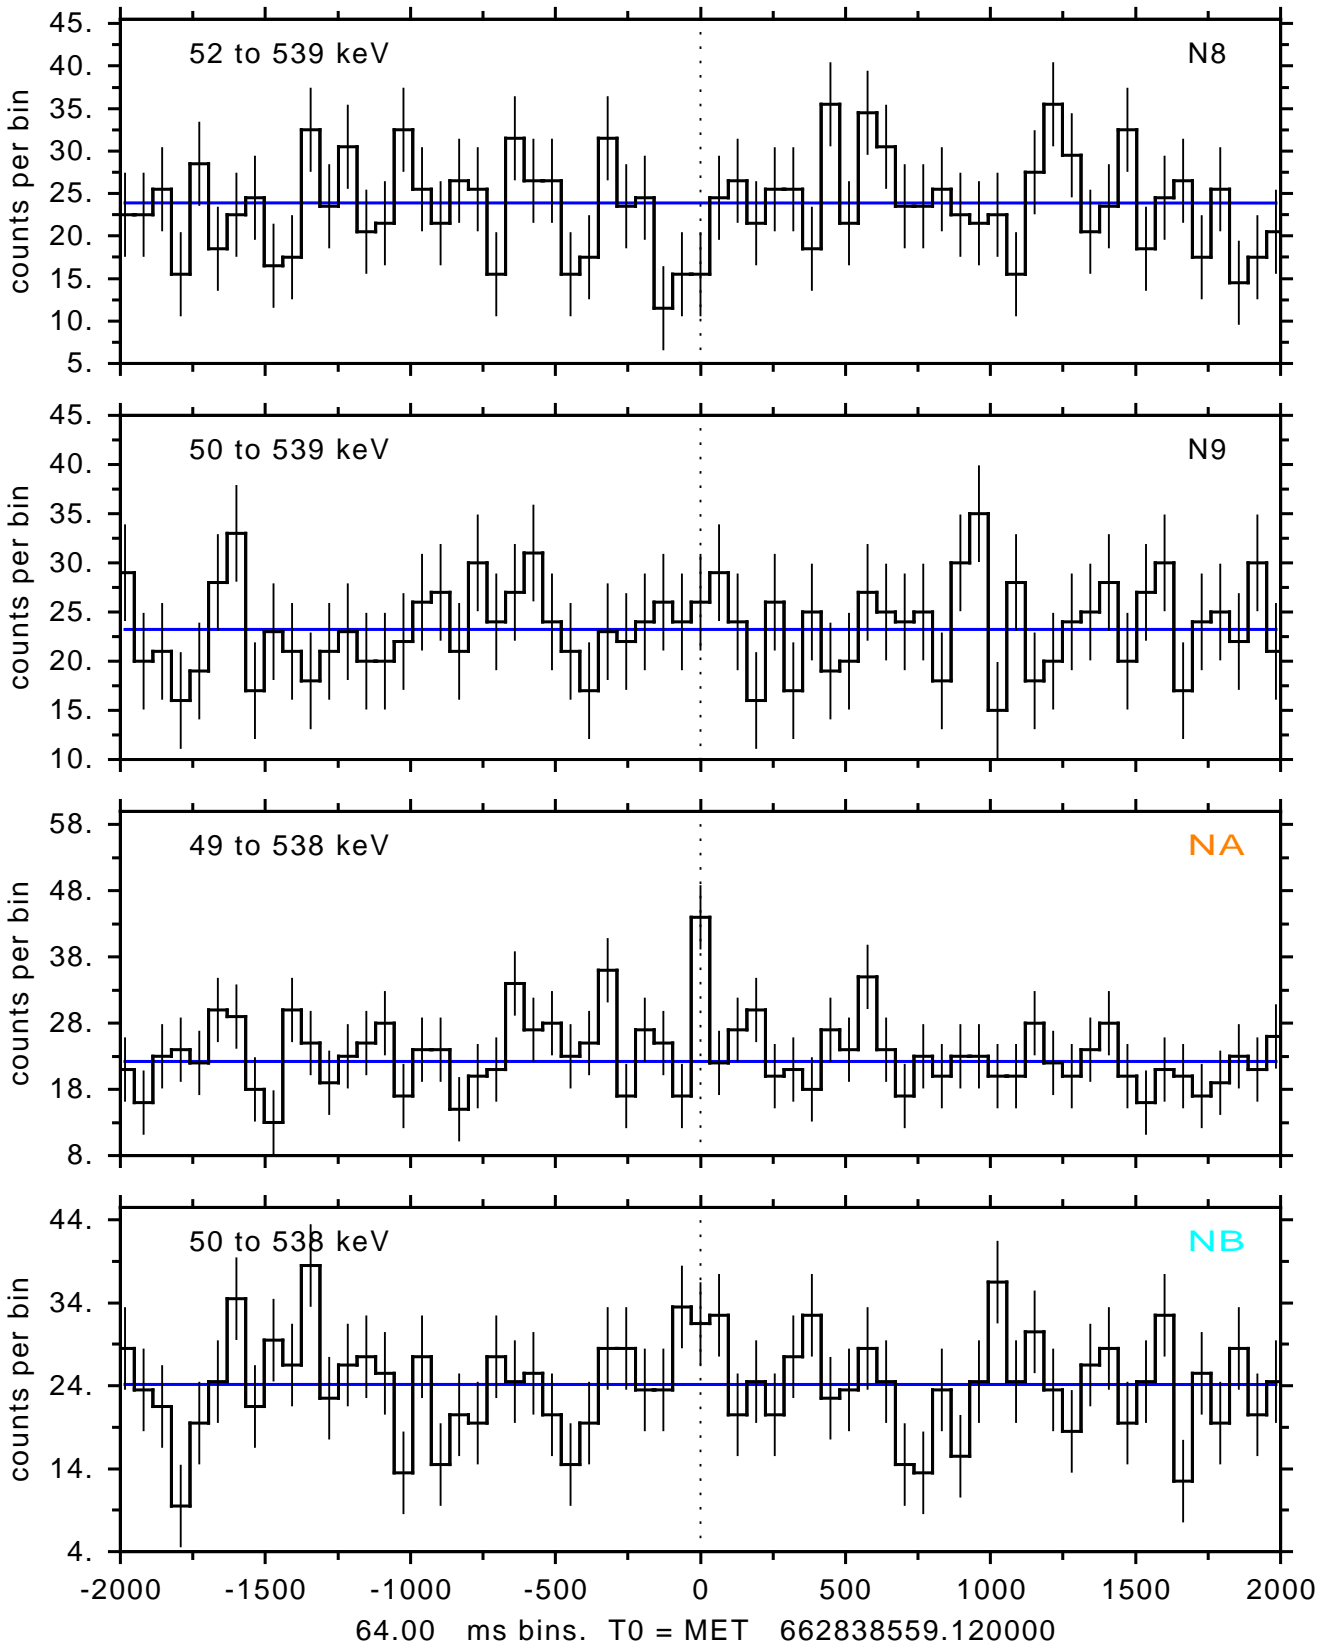 52 to 539 keV N8
45.
40.
35.
30.
25.
20.
15.
10.
5.
counts per bin
50 to 539 keV N9
45.
40.
35.
30.
25.
20.
15.
10.
counts per bin
49 to 538 keV NA
58.
48.
38.
28.
18.
8.
counts per bin
50 to 538 keV NB
44.
34.
24.
14.
4.
counts per bin
-2000 -1500 -1000 -500 0 500 1000 1500 2000
64.00 ms bins. T0 = MET 662838559.120000